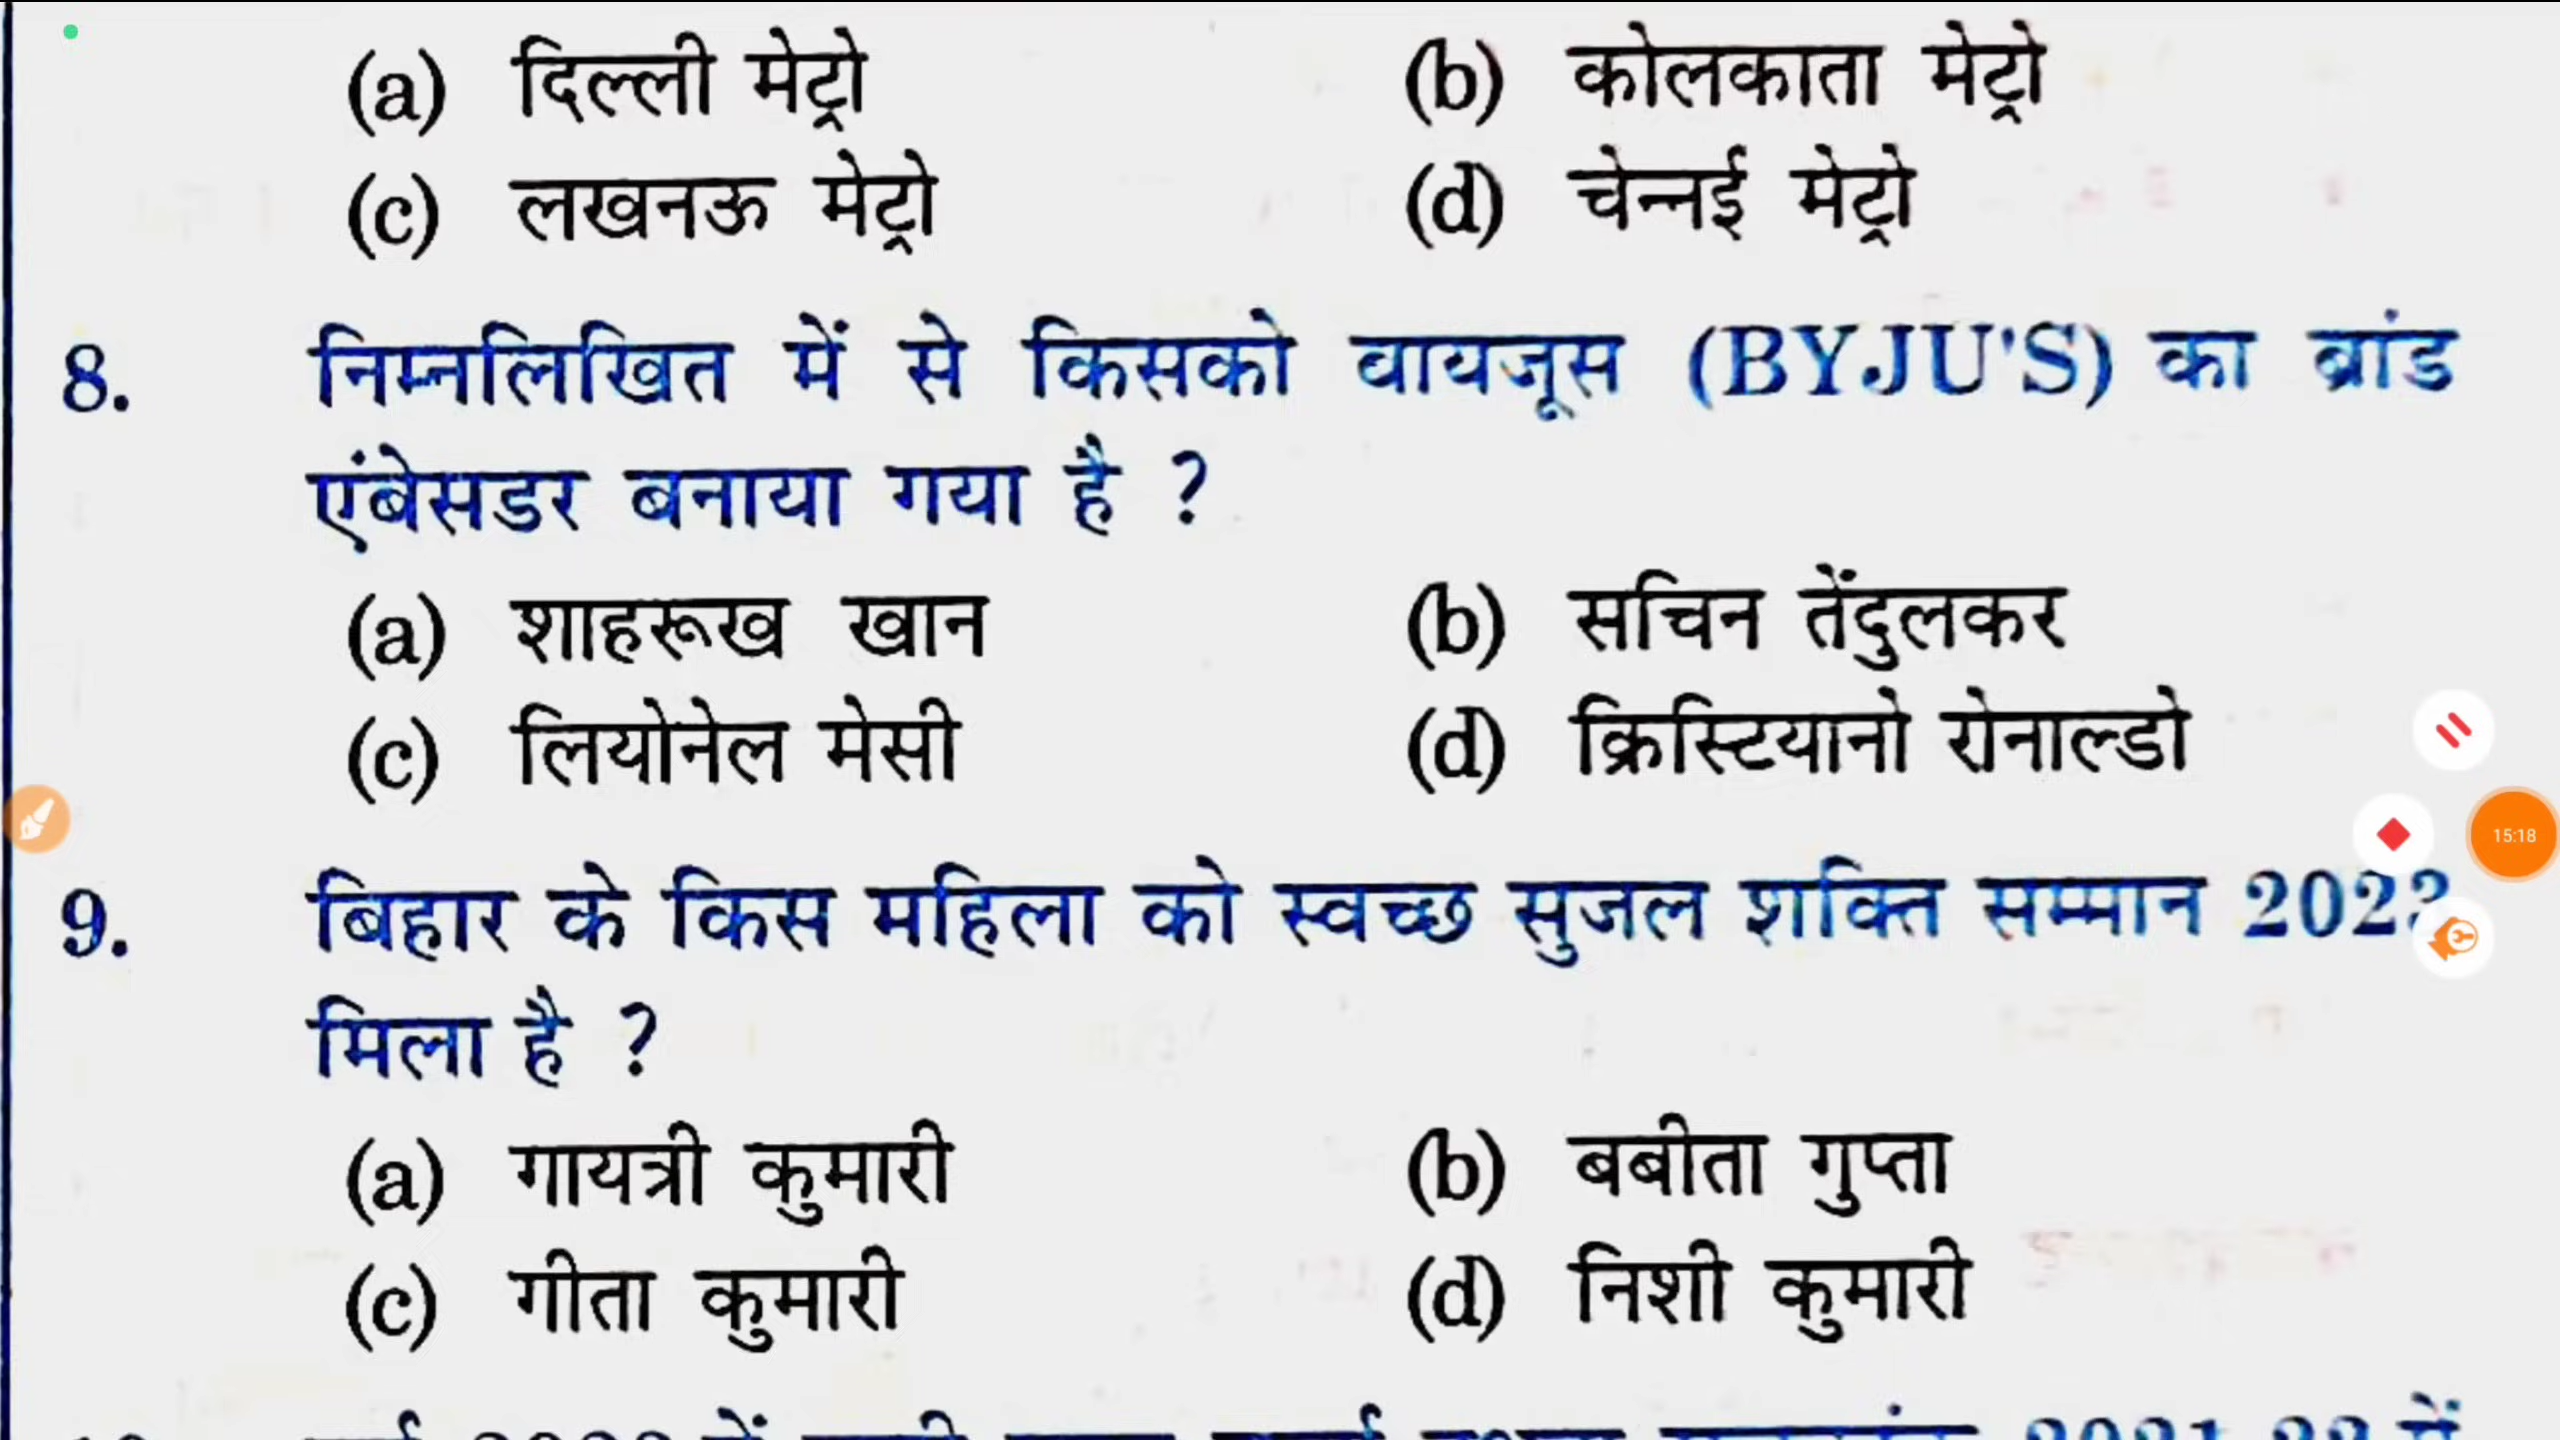 (a) दिल्ली मेट्रो (b) कोलकाता मेट्रो
(c) लखनऊ मेट्रो (d) चेन्नई मेट्रो
8. निम्नलिखित में से किसको वायजूस (BYJU'S) का ब्रांड
एंबेसडर बनाया गया है ?
(a) शाहरूख खान (b) सचिन तेंदुलकर
(c) लियोनेल मेसी (d) क्रिस्टियानो रोनाल्डो
15:18
9. बिहार के किस महिला को स्वच्छ सुजल शक्ति सम्मान 2023
मिला है ?
(a) गायत्री कुमारी (b) बबीता गुप्ता
(c) गीता कुमारी (d) निशी कुमारी